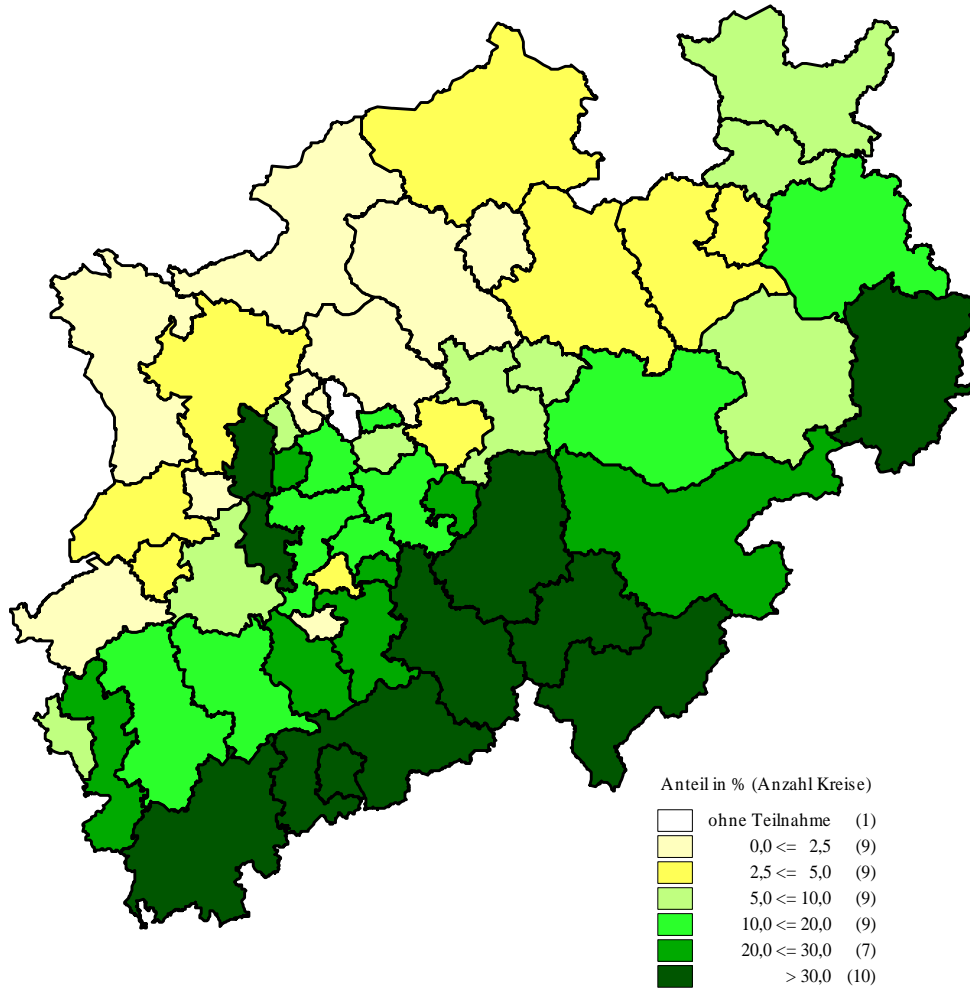 Anteil in % (Anzahl Kreise)
ohne Teilnahme (1)
0,0 <= 2,5 (9)
2,5 <= 5,0 (9)
5,0 <= 10,0 (9)
10,0 <= 20,0 (9)
20,0 <= 30,0 (7)
> 30,0 (10)